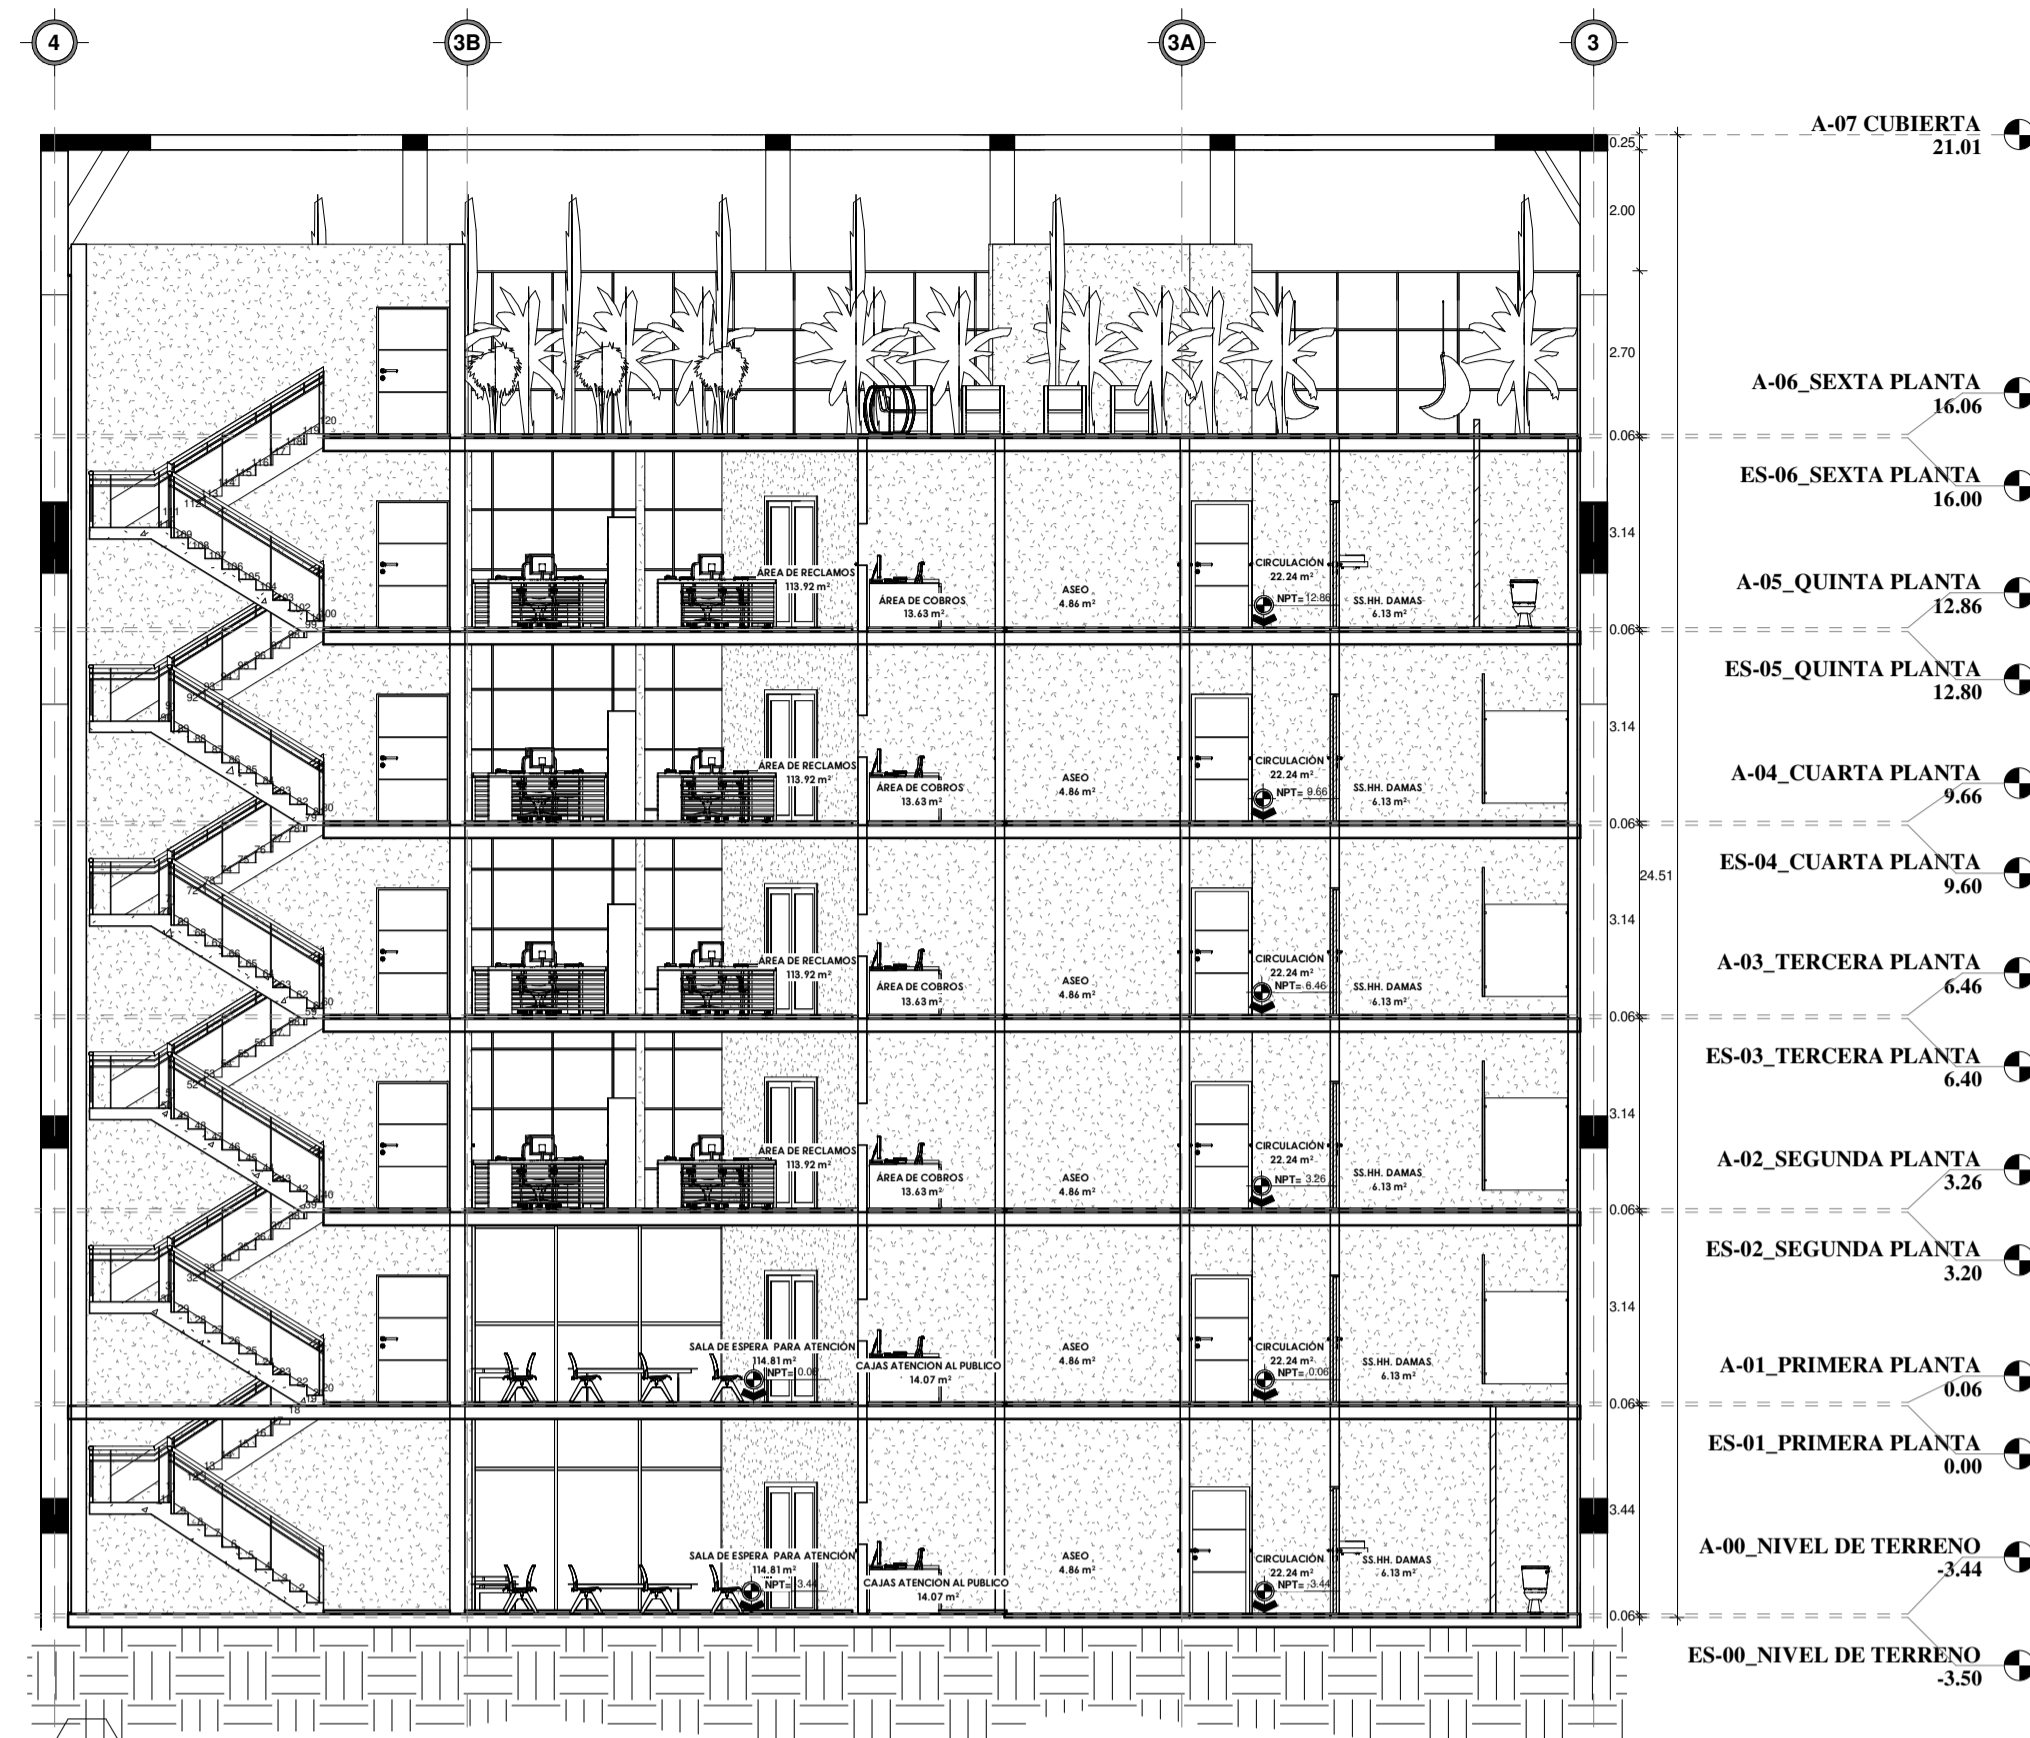 4
3B
3A
3
A-07 CUBIERTA
21.01
0.25
2.00
2.70
A-06_SEXTA PLANTA
16.06
0.06
ES-06_SEXTA PLANTA
16.00
3.14
ÁREA DE RECLAMOS
113.92 m²
ÁREA DE COBROS
13.63 m²
ASEO
4.86 m²
CIRCULACIÓN
22.24 m²
NPT= 12.86
SS.HH. DAMAS
6.13 m²
A-05_QUINTA PLANTA
12.86
0.06
ES-05_QUINTA PLANTA
12.80
3.14
ÁREA DE RECLAMOS
113.92 m²
ÁREA DE COBROS
13.63 m²
ASEO
4.86 m²
CIRCULACIÓN
22.24 m²
NPT= 9.66
SS.HH. DAMAS
6.13 m²
A-04_CUARTA PLANTA
9.66
0.06
ES-04_CUARTA PLANTA
9.60
24.51
3.14
ÁREA DE RECLAMOS
113.92 m²
ÁREA DE COBROS
13.63 m²
ASEO
4.86 m²
CIRCULACIÓN
22.24 m²
NPT= 6.46
SS.HH. DAMAS
6.13 m²
A-03_TERCERA PLANTA
6.46
0.06
ES-03_TERCERA PLANTA
6.40
3.14
ÁREA DE RECLAMOS
113.92 m²
ÁREA DE COBROS
13.63 m²
ASEO
4.86 m²
CIRCULACIÓN
22.24 m²
NPT= 3.26
SS.HH. DAMAS
6.13 m²
A-02_SEGUNDA PLANTA
3.26
0.06
ES-02_SEGUNDA PLANTA
3.20
3.14
SALA DE ESPERA PARA ATENCIÓN
114.81 m²
NPT= 0.06
CAJAS ATENCION AL PUBLICO
14.07 m²
ASEO
4.86 m²
CIRCULACIÓN
22.24 m²
NPT= 0.06
SS.HH. DAMAS
6.13 m²
A-01_PRIMERA PLANTA
0.06
0.06
ES-01_PRIMERA PLANTA
0.00
3.44
SALA DE ESPERA PARA ATENCIÓN
114.81 m²
NPT= -3.44
CAJAS ATENCION AL PUBLICO
14.07 m²
ASEO
4.86 m²
CIRCULACIÓN
22.24 m²
NPT= -3.44
SS.HH. DAMAS
6.13 m²
A-00_NIVEL DE TERRENO
-3.44
0.06
ES-00_NIVEL DE TERRENO
-3.50